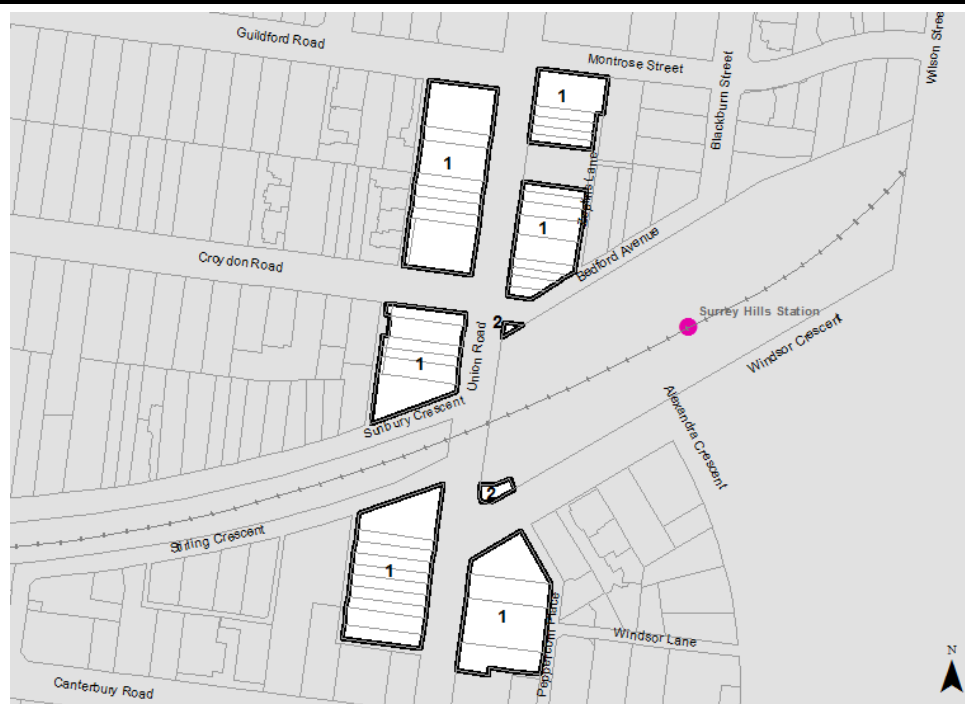 Guildford Road
Montrose Street
Wilson Stree
Blackburn Street
1
1
1
Lane
1
Bedford Avenue
Croydon Road
2
Surrey Hills Station
Union Road
Windsor Crescent
1
Sunbury Crescent
Alexandra Crescent
2
Stirling Crescent
1
1
Peppercorn Place
Windsor Lane
Canterbury Road
N